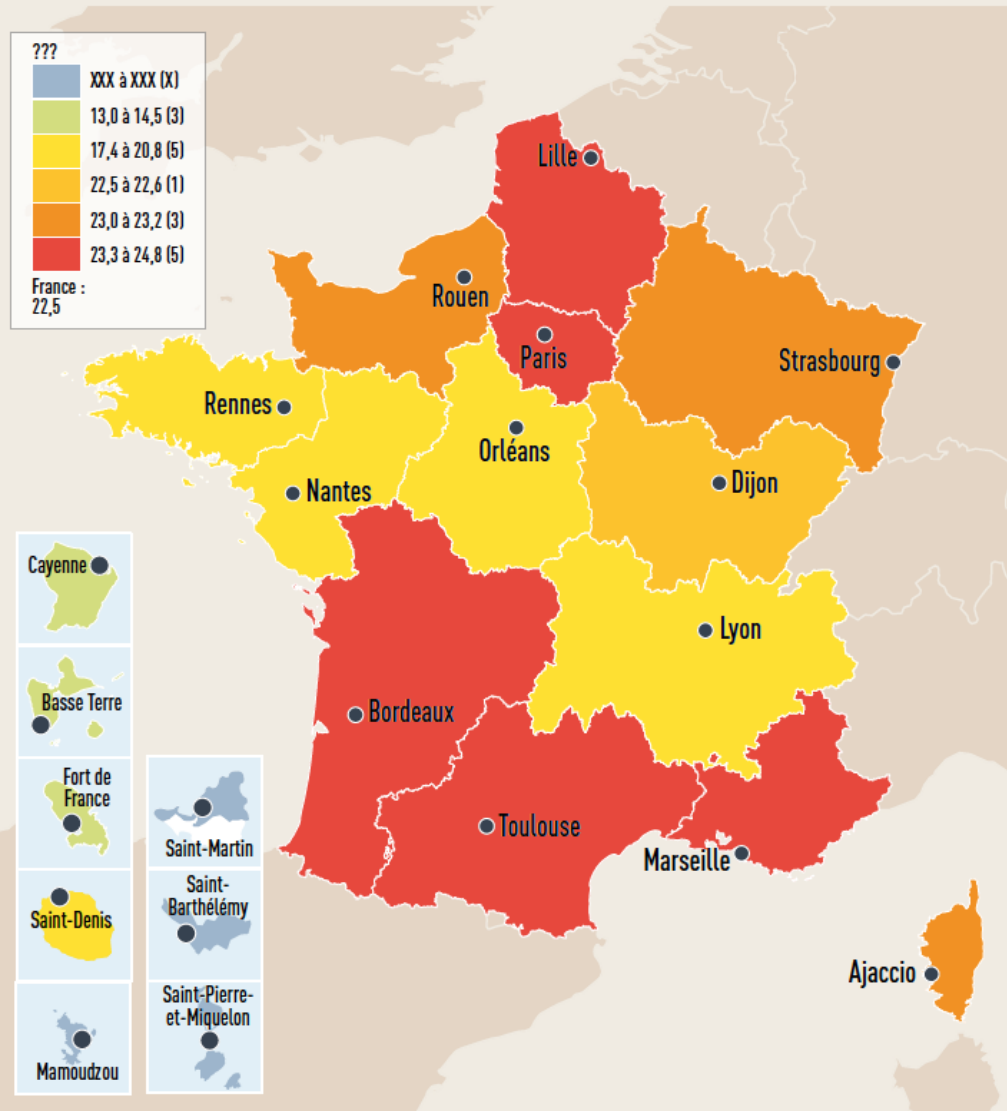 ???
XXX à XXX (X)
13,0 à 14,5 (3)
17,4 à 20,8 (5)
22,5 à 22,6 (1)
23,0 à 23,2 (3)
23,3 à 24,8 (5)
France :
22,5
Lille
Rouen
Paris
Strasbourg
Rennes
Orléans
Nantes
Dijon
Cayenne
Lyon
Basse Terre
Bordeaux
Fort de
France
Toulouse
Saint-Martin
Marseille
Saint-
Barthélémy
Saint-Denis
Ajaccio
Saint-Pierre-
et-Miquelon
Mamoudzou